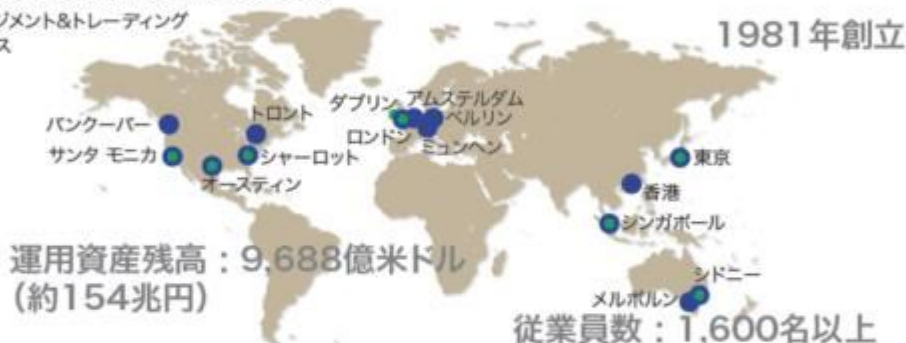 ジメント&トレーディング
ス
1981年創立
ダブリン アムステルダム
バンクーバー トロント ベルリン
ロンドン
ミュンヘン
サンタ モニカ シャーロット 東京
オースティン 香港
シンガポール
運用資産残高：9,688億米ドル
（約154兆円）
シドニー
メルボルン
従業員数：1,600名以上